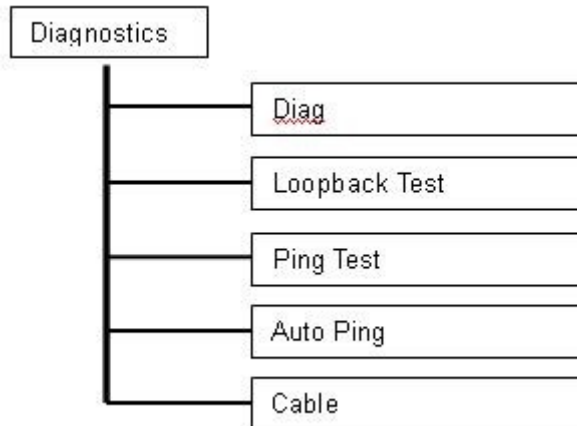 Diagnostics
Diag
Loopback Test
Ping Test
Auto Ping
Cable